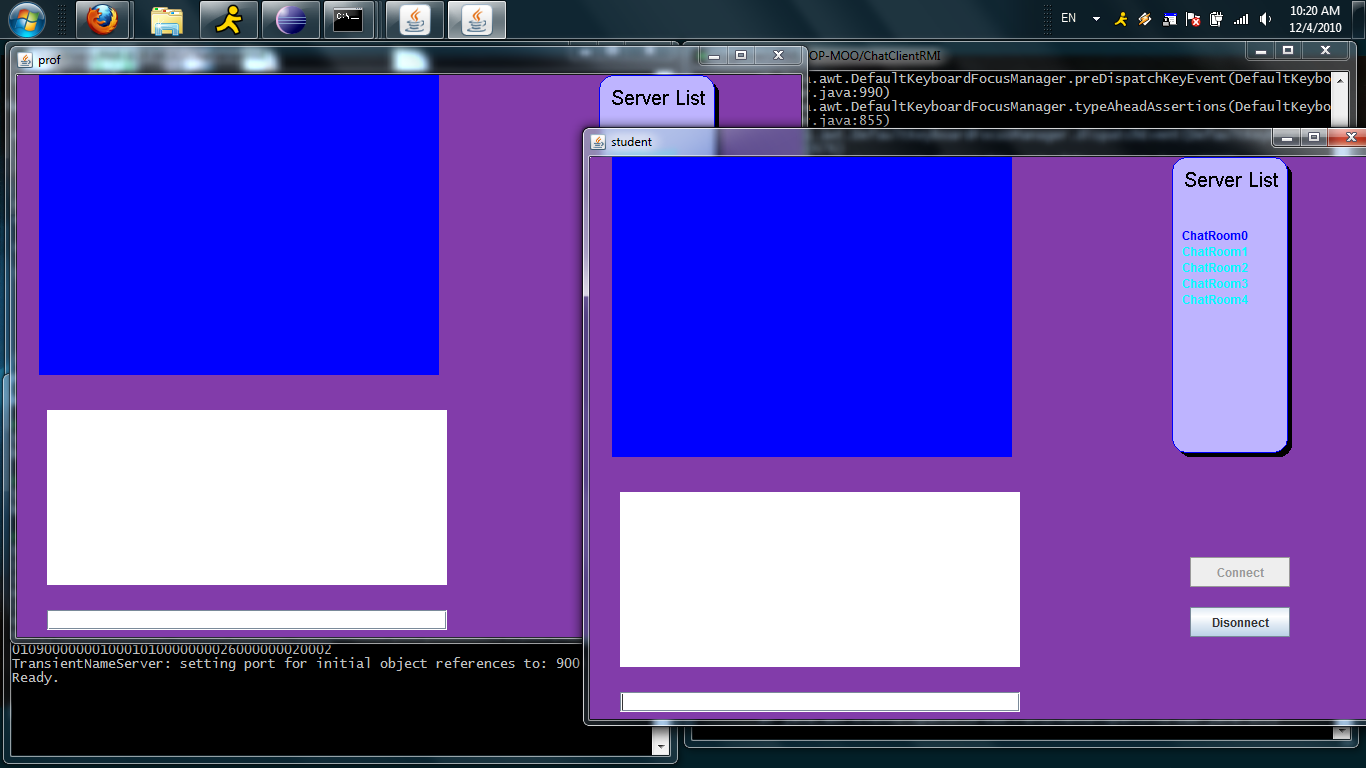 EN
10:20 AM
12/4/2010
C:\_
prof
OP-MOO/ChatClientRMI
.awt.DefaultKeyboardFocusManager.preDispatchKeyEvent(DefaultKeybo
.java:990)
.awt.DefaultKeyboardFocusManager.typeAheadAssertions(DefaultKeybo
.java:855)
Server List
student
Server List
ChatRoom0
ChatRoom1
ChatRoom2
ChatRoom3
ChatRoom4
Connect
Disonnect
TransientNameServer: setting port for initial object references to: 900
Ready.